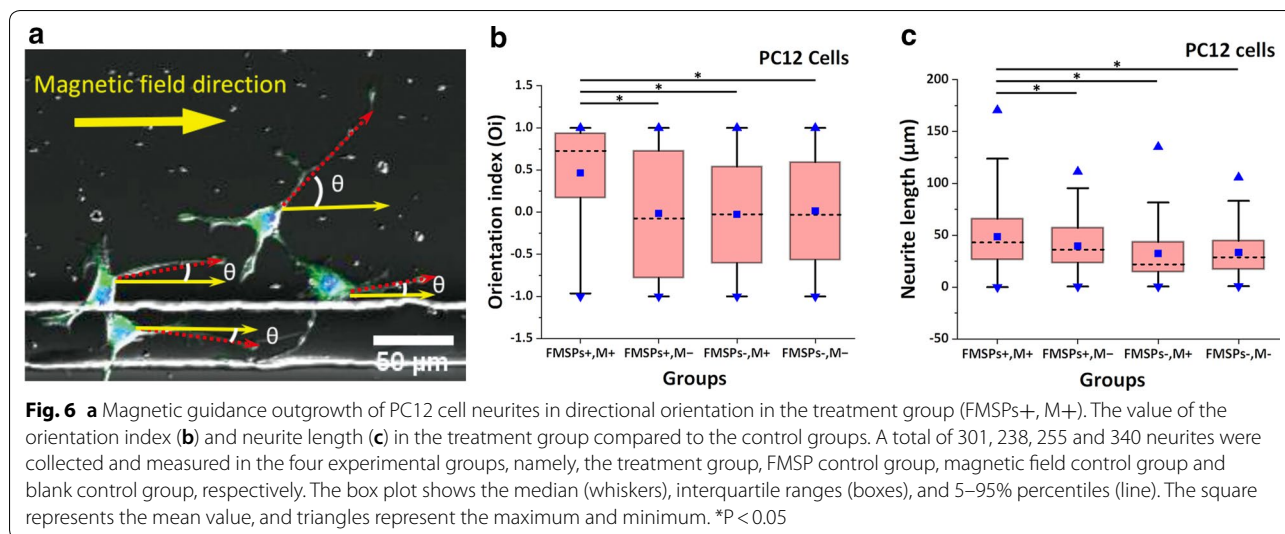 a
Magnetic field direction
θ
θ
θ
θ
50 µm
b
PC12 Cells
*
*
*
Orientation index (Oi)
1.5
1.0
0.5
0.0
-0.5
-1.0
-1.5
FMSPs+,M+ FMSPs+,M− FMSPs-,M+ FMSPs-,M−
Groups
c
PC12 cells
*
*
*
Neurite length (µm)
200
150
100
50
0
-50
FMSPs+,M+ FMSPs+,M− FMSPs-,M+ FMSPs-,M-
Groups
Fig. 6 a Magnetic guidance outgrowth of PC12 cell neurites in directional orientation in the treatment group (FMSPs+, M+). The value of the
orientation index (b) and neurite length (c) in the treatment group compared to the control groups. A total of 301, 238, 255 and 340 neurites were
collected and measured in the four experimental groups, namely, the treatment group, FMSP control group, magnetic field control group and
blank control group, respectively. The box plot shows the median (whiskers), interquartile ranges (boxes), and 5–95% percentiles (line). The square
represents the mean value, and triangles represent the maximum and minimum. *P < 0.05